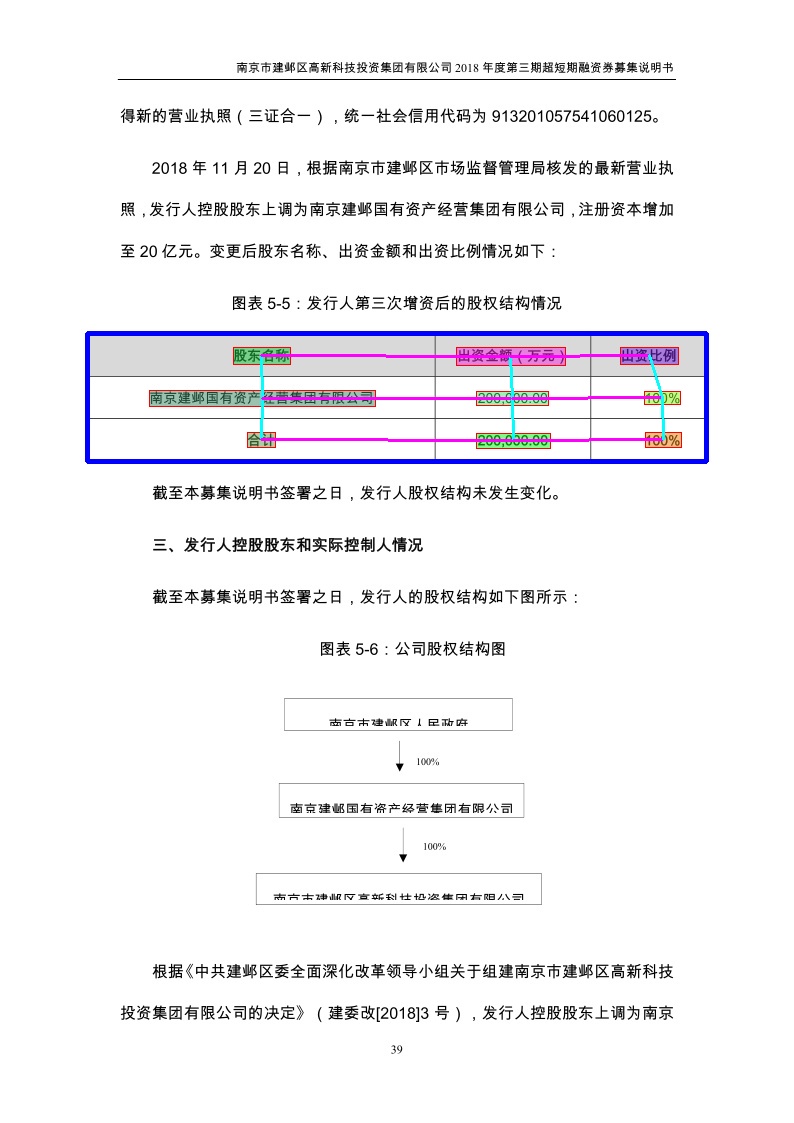 南京市建邺区高新科技投资集团有限公司 2018 年度第三期超短期融资券募集说明书
得新的营业执照（三证合一），统一社会信用代码为 913201057541060125。
2018 年 11 月 20 日，根据南京市建邺区市场监督管理局核发的最新营业执
照，发行人控股股东上调为南京建邺国有资产经营集团有限公司，注册资本增加
至 20 亿元。变更后股东名称、出资金额和出资比例情况如下：
图表 5-5：发行人第三次增资后的股权结构情况
股东名称 出资金额（万元） 出资比例
南京建邺国有资产经营集团有限公司 200,000.00 100%
合计 200,000.00 100%
截至本募集说明书签署之日，发行人股权结构未发生变化。
三、发行人控股股东和实际控制人情况
截至本募集说明书签署之日，发行人的股权结构如下图所示：
图表 5-6：公司股权结构图
南京市建邺区人民政府
100%
南京建邺国有资产经营集团有限公司
100%
南京市建邺区高新科技投资集团有限公司
根据《中共建邺区委全面深化改革领导小组关于组建南京市建邺区高新科技
投资集团有限公司的决定》（建委改[2018]3 号），发行人控股股东上调为南京
39